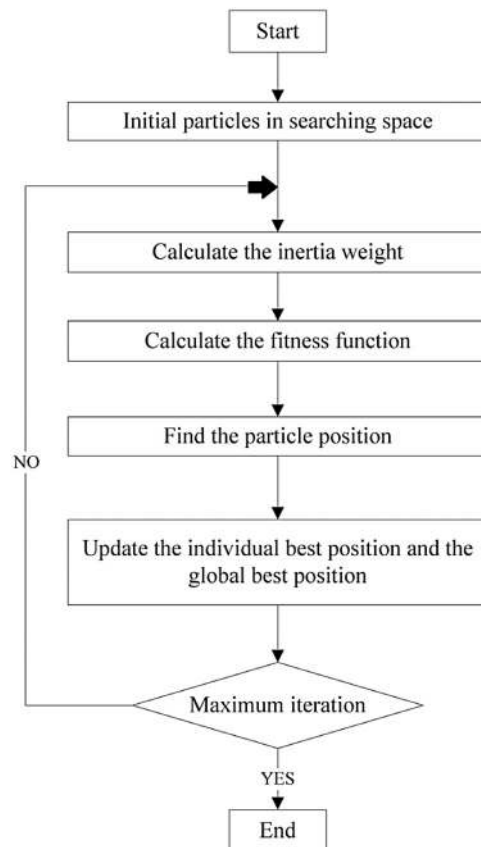 Start
Initial particles in searching space
Calculate the inertia weight
Calculate the fitness function
Find the particle position
NO
Update the individual best position and the
global best position
Maximum iteration
YES
End